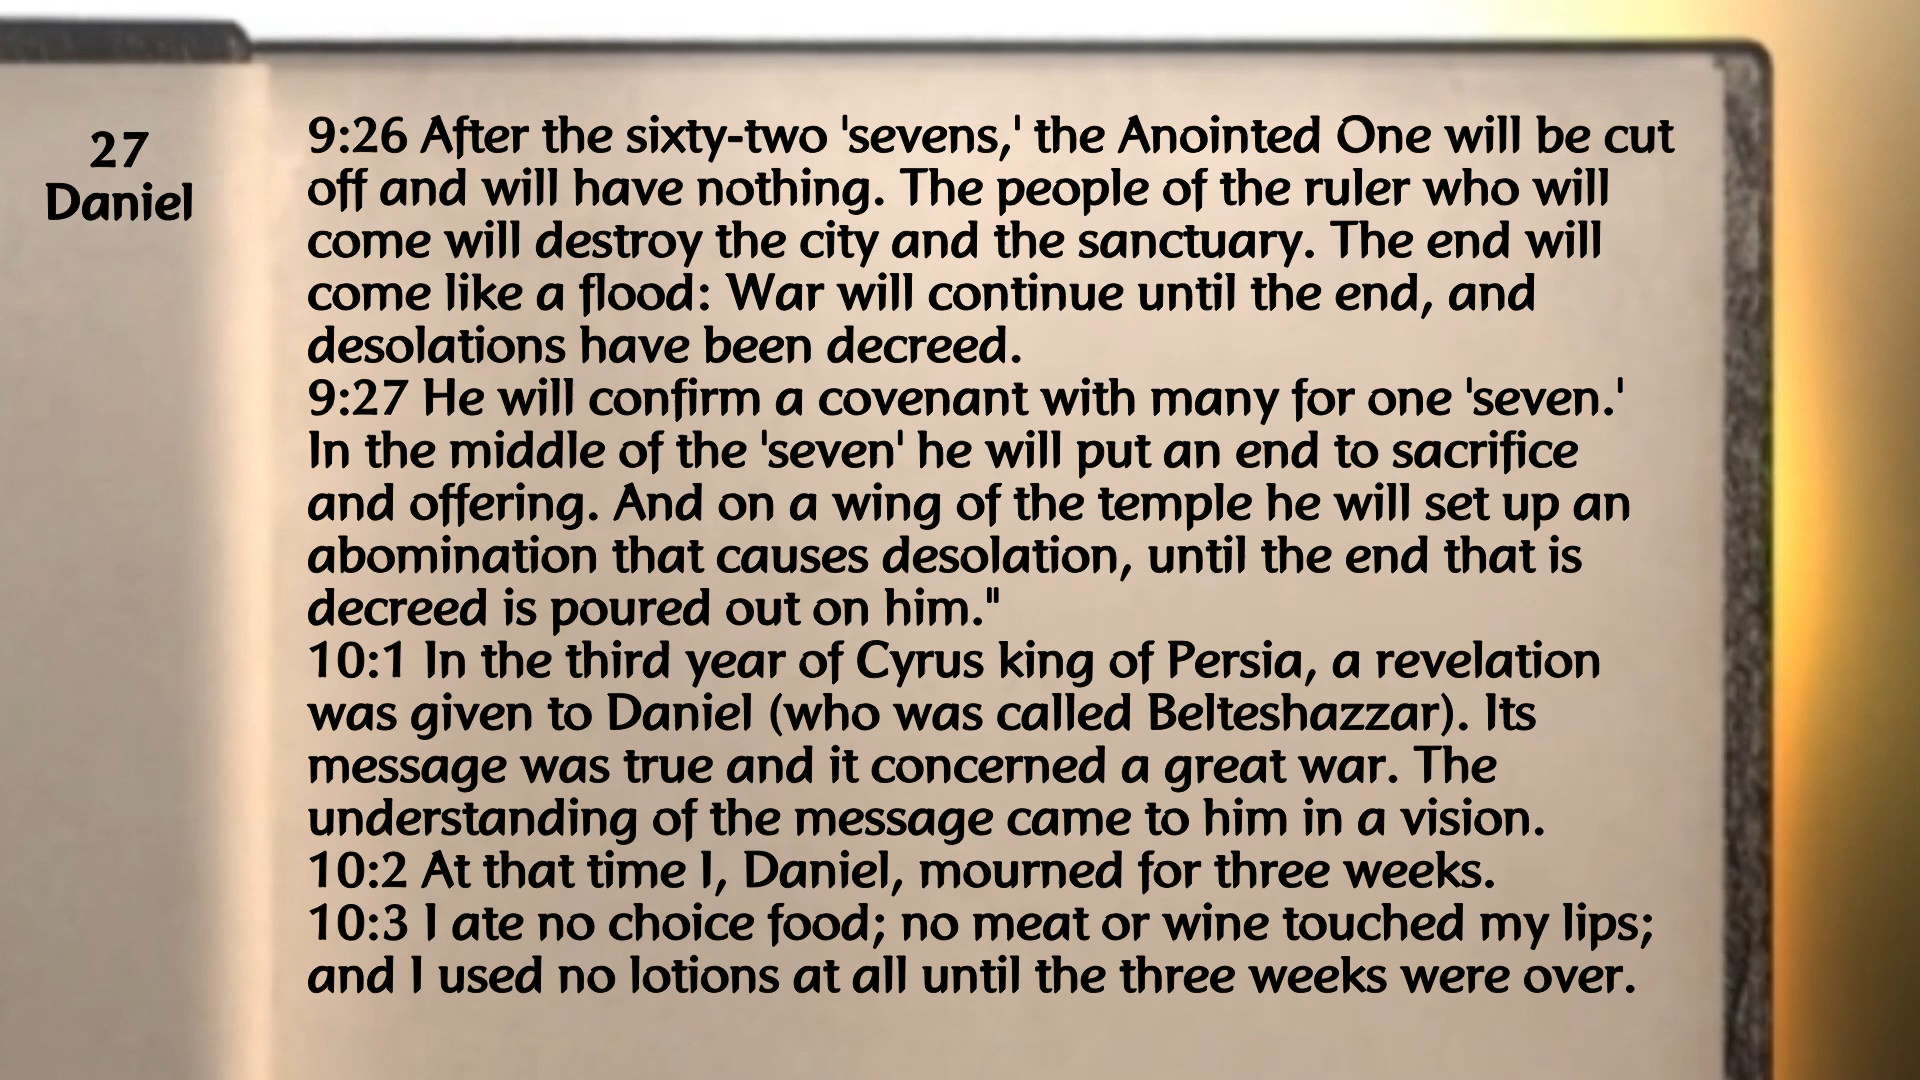 27
Daniel
9:26 After the sixty-two 'sevens,' the Anointed One will be cut
off and will have nothing. The people of the ruler who will
come will destroy the city and the sanctuary. The end will
come like a flood: War will continue until the end, and
desolations have been decreed.
9:27 He will confirm a covenant with many for one 'seven.'
In the middle of the 'seven' he will put an end to sacrifice
and offering. And on a wing of the temple he will set up an
abomination that causes desolation, until the end that is
decreed is poured out on him."
10:1 In the third year of Cyrus king of Persia, a revelation
was given to Daniel (who was called Belteshazzar). Its
message was true and it concerned a great war. The
understanding of the message came to him in a vision.
10:2 At that time I, Daniel, mourned for three weeks.
10:3 I ate no choice food; no meat or wine touched my lips;
and I used no lotions at all until the three weeks were over.